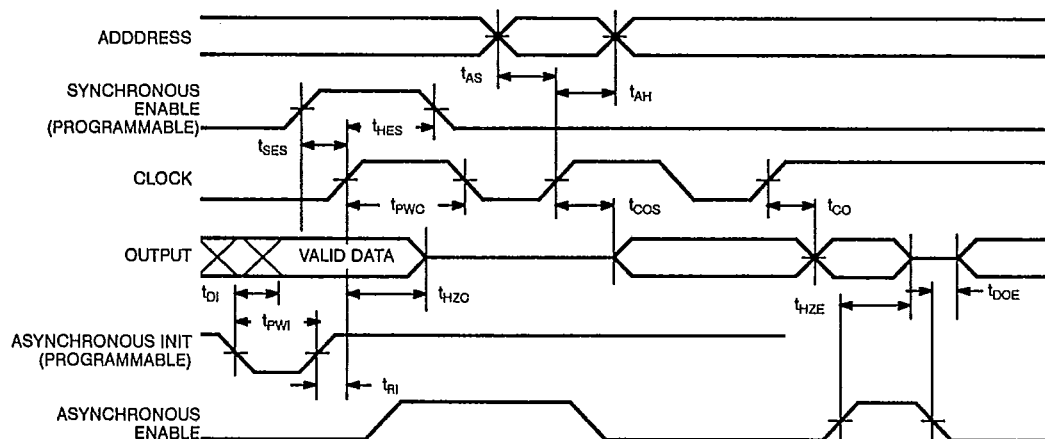 ADDDRESS
tAS
tAH
SYNCHRONOUS
ENABLE
(PROGRAMMABLE)
tSES
tHES
CLOCK
tPWC
tCOS
tCO
OUTPUT
VALID DATA
tDI
tHZC
tHZE
tDOE
tPWI
ASYNCHRONOUS INIT
(PROGRAMMABLE)
tRI
ASYNCHRONOUS
ENABLE